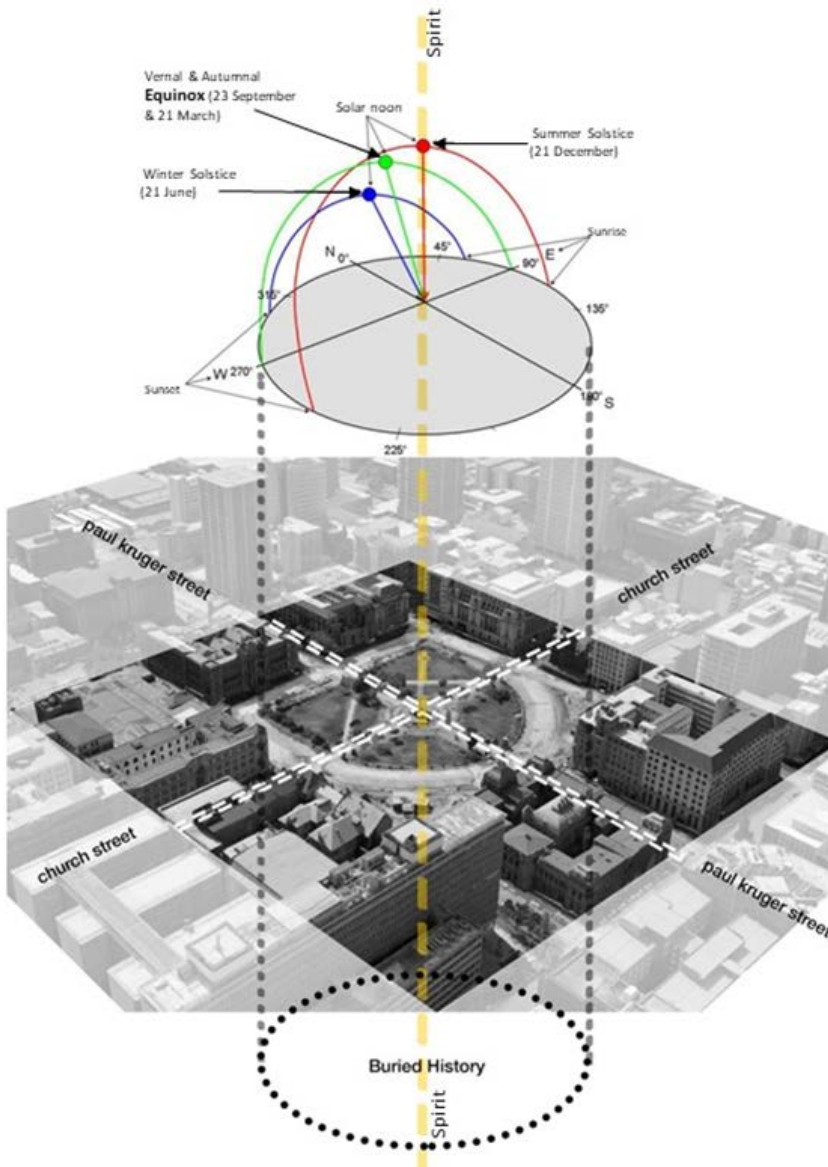 Spirit
Vernal & Autumnal
Equinox (23 September
& 21 March)
Solar noon
Summer Solstice
(21 December)
Winter Solstice
(21 June)
Sunrise
N 0°
45°
E
90°
315°
135°
W 270°
Sunset
180° S
225°
paul kruger street
church street
church street
paul kruger street
Buried History
Spirit